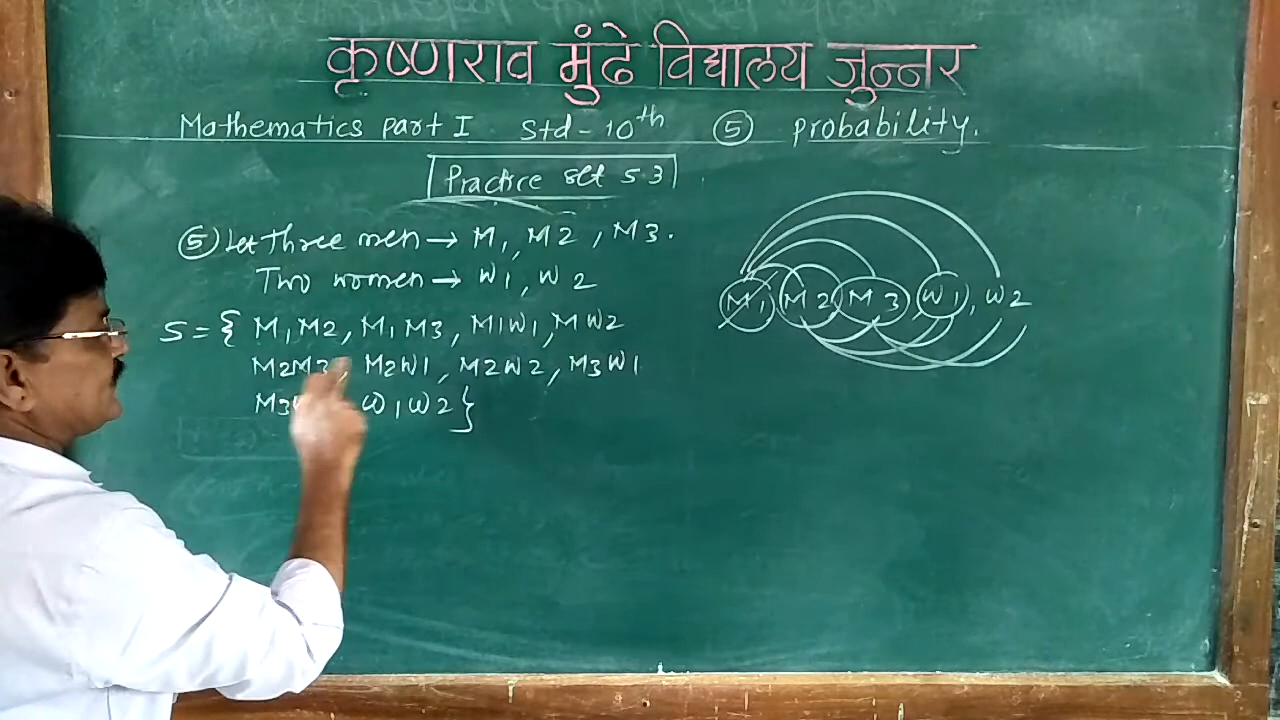 कृष्णराव मुंढे विद्यालय जुन्नर
Mathematics part I Std - 10th ⑤ probability.
Practice set 5 3
⑤ Let Three men → M1, M2, M3.
Two women → W1, W2
S = { M1M2, M1M3, M1W1, M W2
M2M3, M2W1, M2W2, M3W1
W1W2}
M1 M2 M3 W1, W2